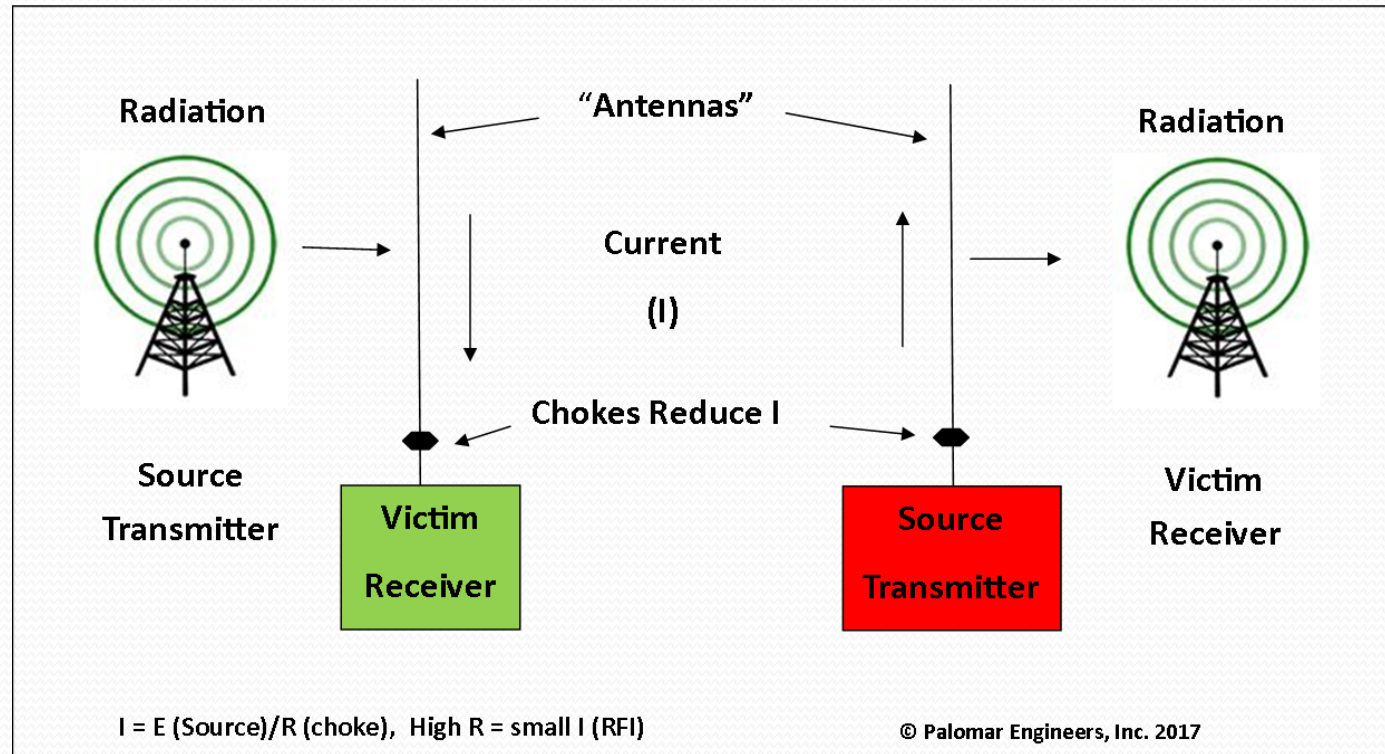 Radiation
“Antennas”
Radiation
Current
(I)
Chokes Reduce I
Source
Transmitter
Victim
Receiver
Source
Transmitter
Victim
Receiver
I = E (Source)/R (choke), High R = small I (RFI)
© Palomar Engineers, Inc. 2017